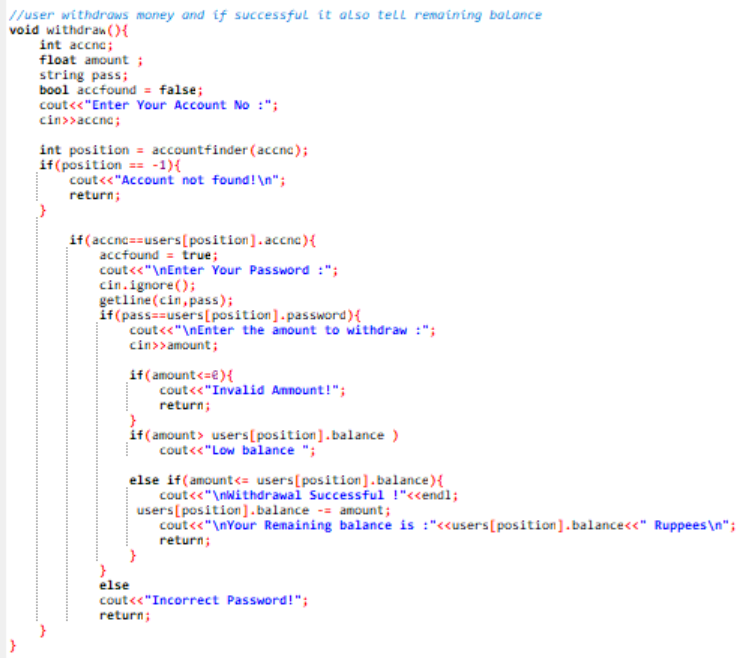 //user withdraws money and if successful it also tell remaining balance
void withdraw(){
int accno;
float amount ;
string pass;
bool accfound = false;
cout<<"Enter Your Account No :";
cin>>accno;
int position = accountfinder(accno);
if(position == -1){
cout<<"Account not found!\n";
return;
}
if(accno==users[position].accno){
accfound = true;
cout<<"\nEnter Your Password :";
cin.ignore();
getline(cin,pass);
if(pass==users[position].password){
cout<<"\nEnter the amount to withdraw :";
cin>>amount;
if(amount<=0){
cout<<"Invalid Ammount!";
return;
}
if(amount> users[position].balance )
cout<<"Low balance ";
else if(amount<= users[position].balance){
cout<<"\nWithdrawal Successful !"<<endl;
users[position].balance -= amount;
cout<<"\nYour Remaining balance is :"<<users[position].balance<<" Ruppees\n";
return;
}
}
else
cout<<"Incorrect Password!";
return;
}
}